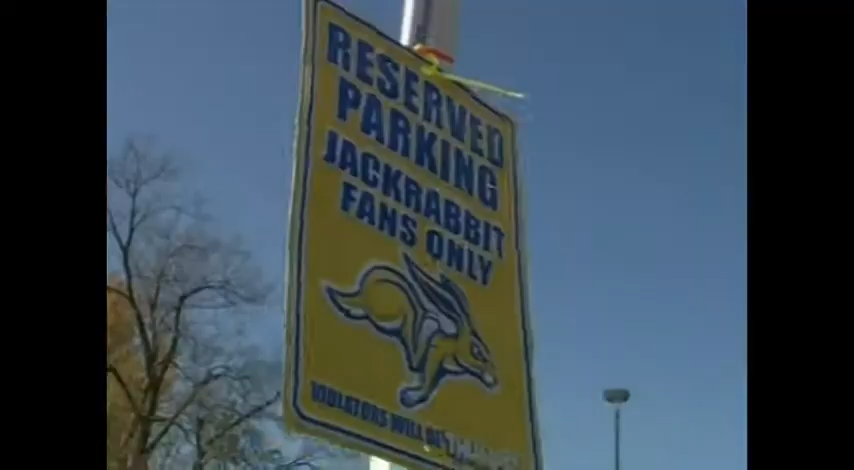 RESERVED
PARKING
JACKRABBIT
FANS ONLY
VIOLATORS WILL BE